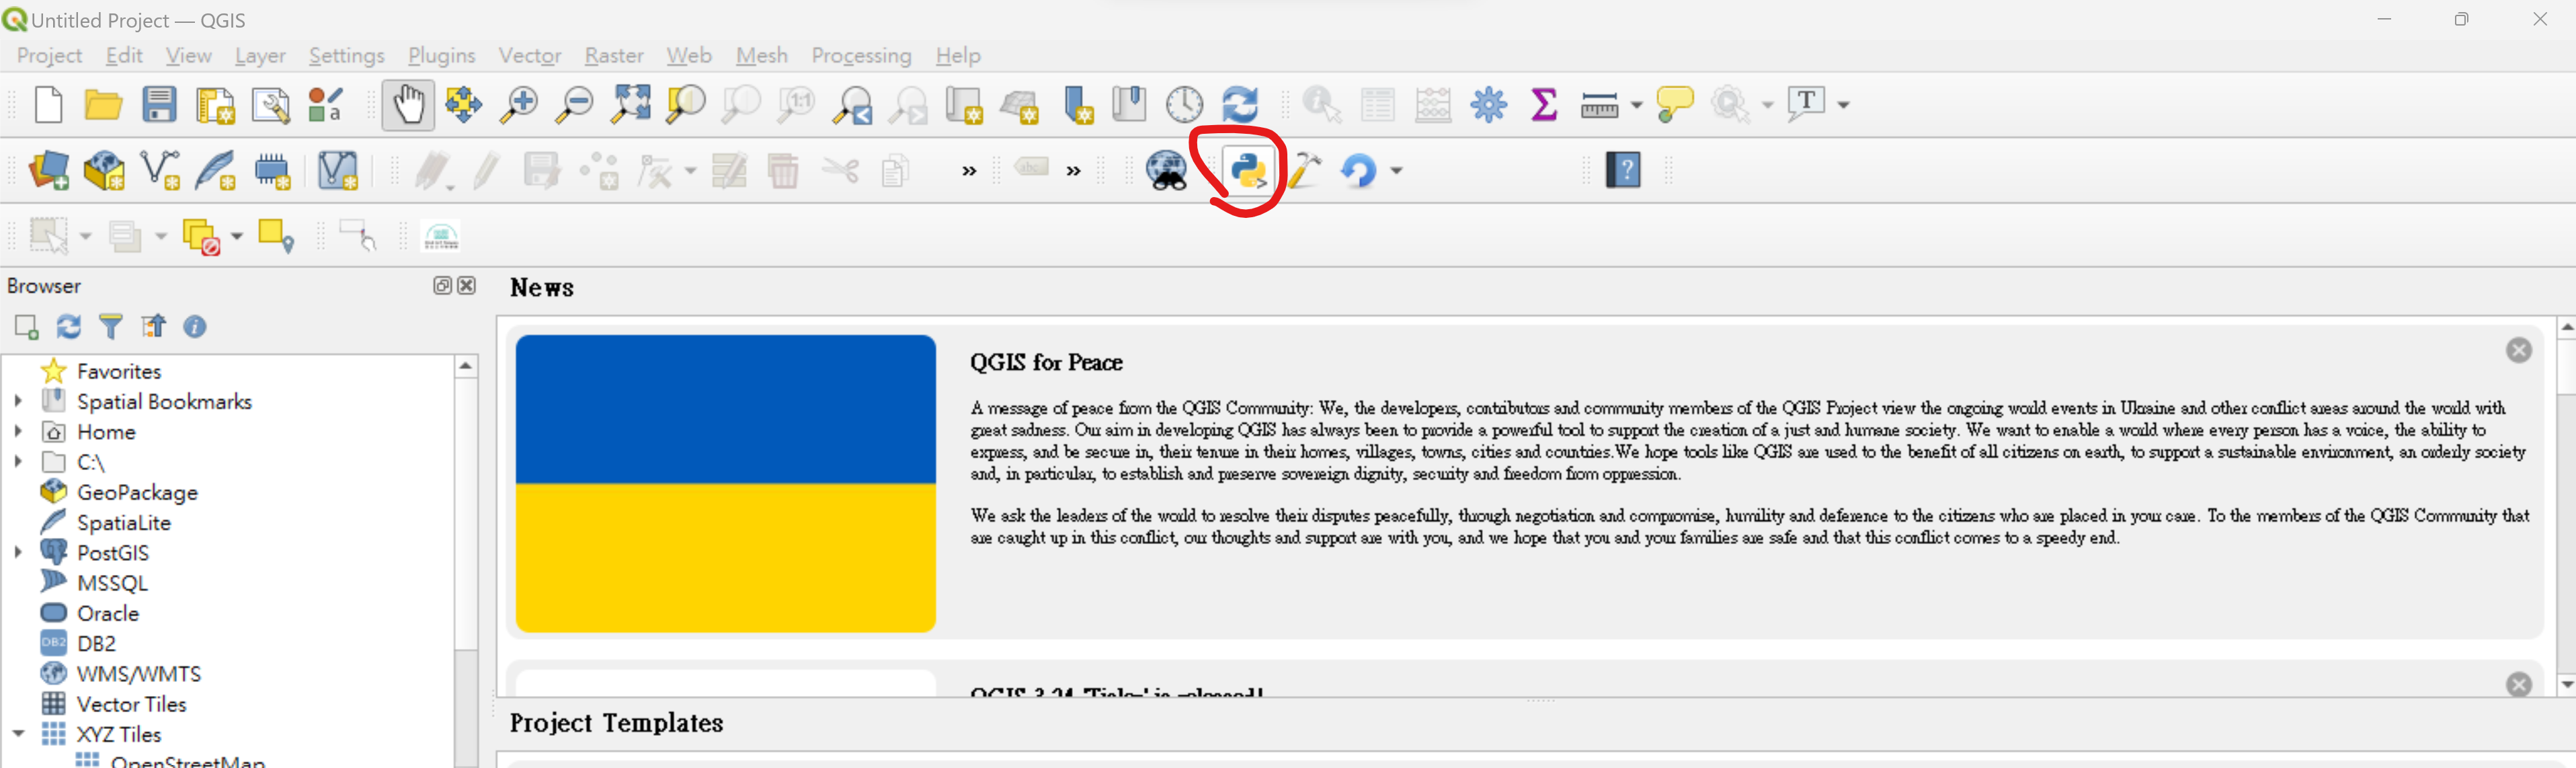 Untitled Project — QGIS
Project Edit View Layer Settings Plugins Vector Raster Web Mesh Processing Help
a
1:1
Σ
T
abc
»
»
?
Browser
News
Favorites
Spatial Bookmarks
Home
C:\
GeoPackage
SpatiaLite
PostGIS
MSSQL
Oracle
DB2 DB2
WMS/WMTS
Vector Tiles
XYZ Tiles
OpenStreetMap
QGIS for Peace
A message of peace from the QGIS Community: We, the developers, contributors and community members of the QGIS Project view the ongoing world events in Ukraine and other conflict areas around the world with
great sadness. Our aim in developing QGIS has always been to provide a powerful tool to support the creation of a just and humane society. We want to enable a world where every person has a voice, the ability to
express, and be secure in, their tenure in their homes, villages, towns, cities and countries.We hope tools like QGIS are used to the benefit of all citizens on earth, to support a sustainable environment, an orderly society
and, in particular, to establish and preserve sovereign dignity, security and freedom from oppression.
We ask the leaders of the world to resolve their disputes peacefully, through negotiation and compromise, humility and deference to the citizens who are placed in your care. To the members of the QGIS Community that
are caught up in this conflict, our thoughts and support are with you, and we hope that you and your families are safe and that this conflict comes to a speedy end.
QGIS 3.24 'Tisler' is released!
Project Templates